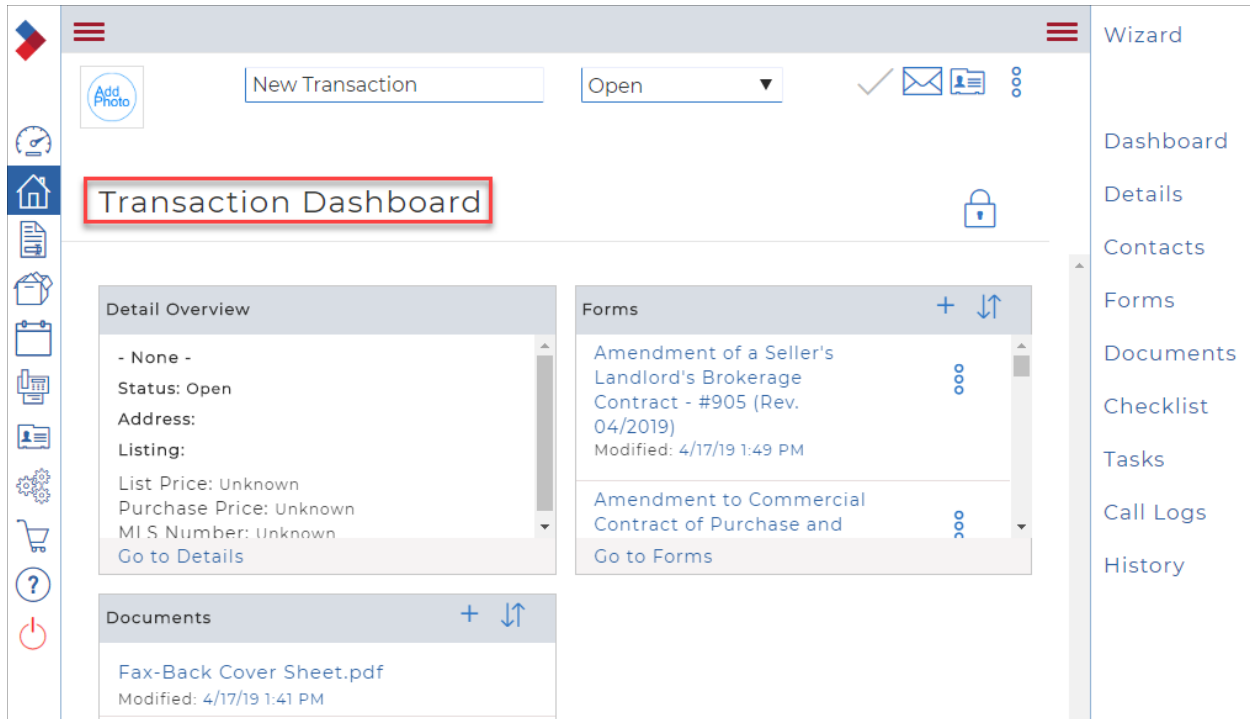 Wizard
Add
Photo
New Transaction
Open
Transaction Dashboard
Dashboard
Details
Contacts
Forms
Documents
Checklist
Tasks
Call Logs
History
Detail Overview
- None -
Status: Open
Address:
Listing:
List Price: Unknown
Purchase Price: Unknown
MLS Number: Unknown
Go to Details
Forms
Amendment of a Seller's
Landlord's Brokerage
Contract - #905 (Rev.
04/2019)
Modified: 4/17/19 1:49 PM
Amendment to Commercial
Contract of Purchase and
Go to Forms
Documents
Fax-Back Cover Sheet.pdf
Modified: 4/17/19 1:41 PM